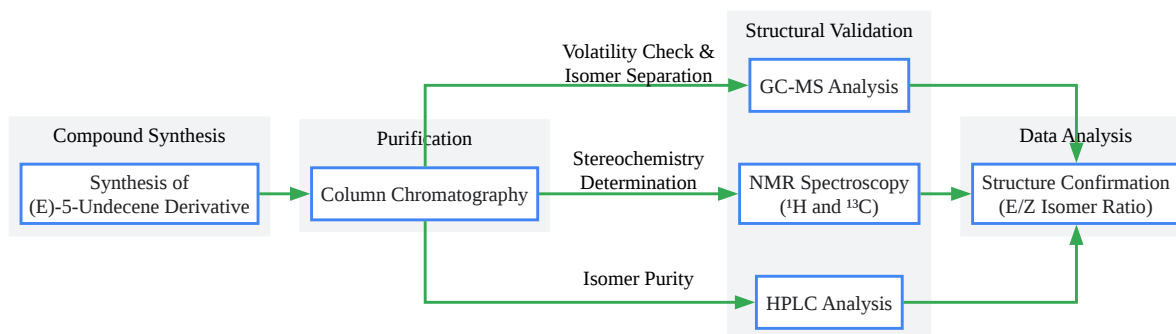 Compound Synthesis
Synthesis of
(E)-5-Undecene Derivative
Purification
Column Chromatography
Volatility Check &
Isomer Separation
Stereochemistry
Determination
Isomer Purity
Structural Validation
GC-MS Analysis
NMR Spectroscopy
(¹H and ¹³C)
HPLC Analysis
Data Analysis
Structure Confirmation
(E/Z Isomer Ratio)